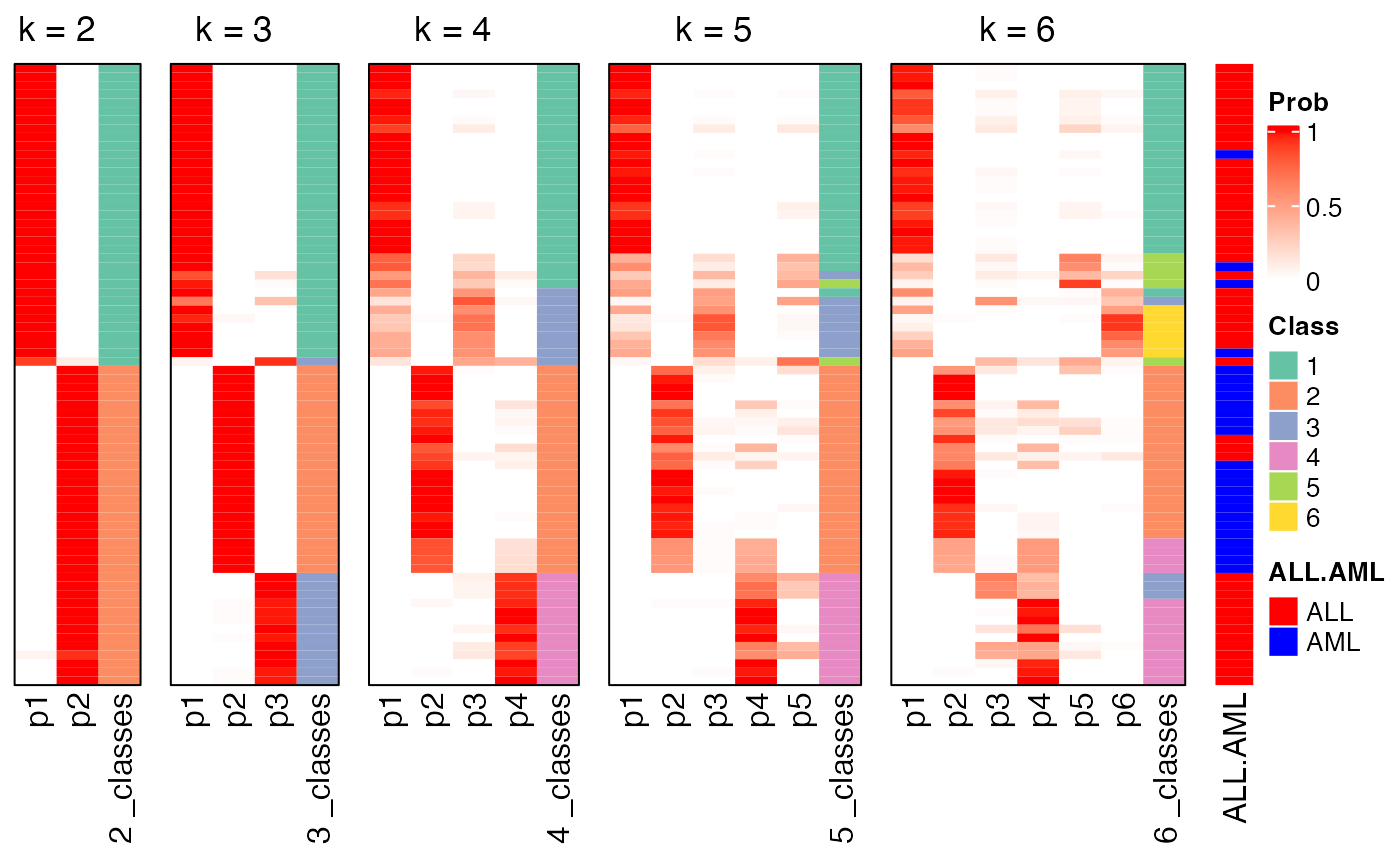 k = 2
k = 3
k = 4
k = 5
k = 6
p1
p2
2_classes
p1
p2
p3
3_classes
p1
p2
p3
p4
4_classes
p1
p2
p3
p4
p5
5_classes
p1
p2
p3
p4
p5
p6
6_classes
ALL.AML
Prob
1
0.5
0
Class
1
2
3
4
5
6
ALL.AML
ALL
AML